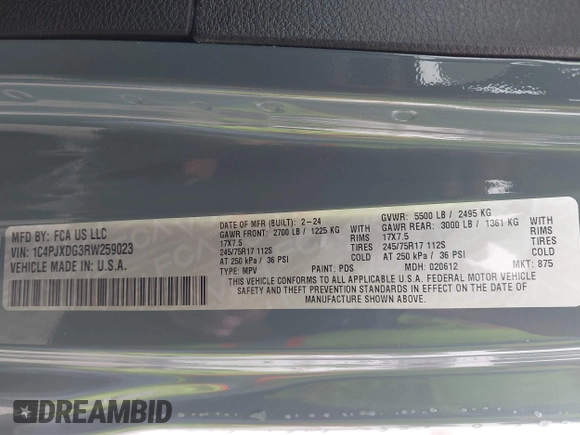 MFD BY: FCA US LLC
VIN: 1C4PJXDG3RW259023
VEHICLE MADE IN: U.S.A.
DATE OF MFR (BUILT): 2-24 GVWR: 5500 LB / 2495 KG
GAWR FRONT: 2700 LB / 1225 KG WITH GAWR REAR: 3000 LB / 1361 KG WITH
17X7.5 RIMS 17X7.5 RIMS
245/75R17 112S TIRES 245/75R17 112S TIRES
AT 250 kPa / 36 PSI COLD AT 250 kPa / 36 PSI COLD
TYPE: MPV PAINT: PDS MDH: 020612 MKT: 875
THIS VEHICLE CONFORMS TO ALL APPLICABLE U.S.A. FEDERAL MOTOR VEHICLE
SAFETY, BUMPER AND THEFT PREVENTION STANDARDS IN EFFECT ON THE DATE OF
MANUFACTURE SHOWN ABOVE.
DREAMBID